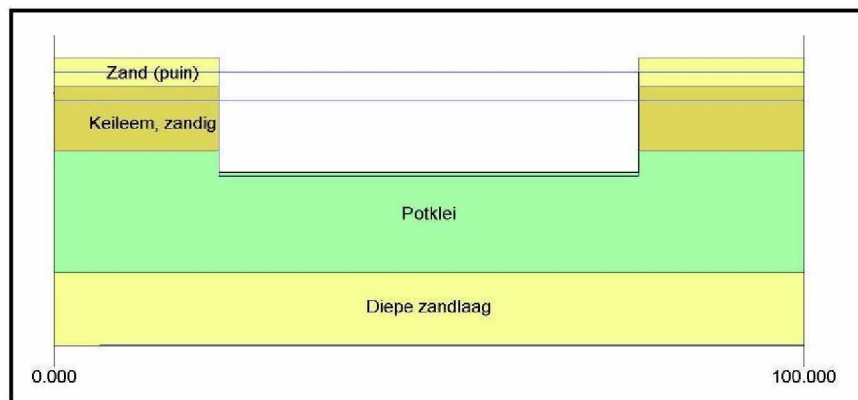 Zand (puin)
Keileem, zandig
Potklei
Diepe zandlaag
0.000
100.000